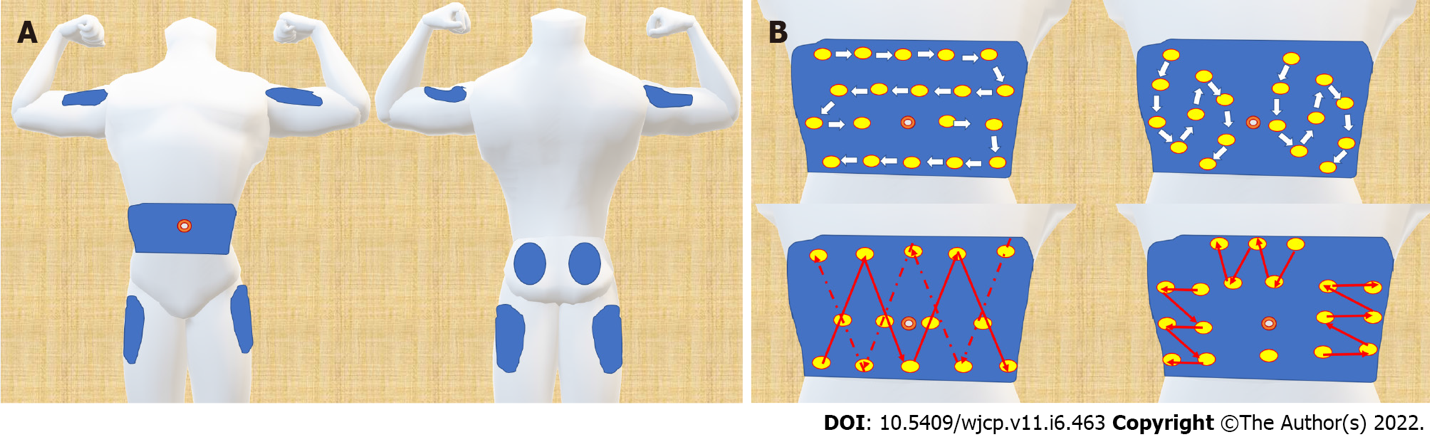 A
B
DOI: 10.5409/wjcp.v11.i6.463 Copyright ©The Author(s) 2022.